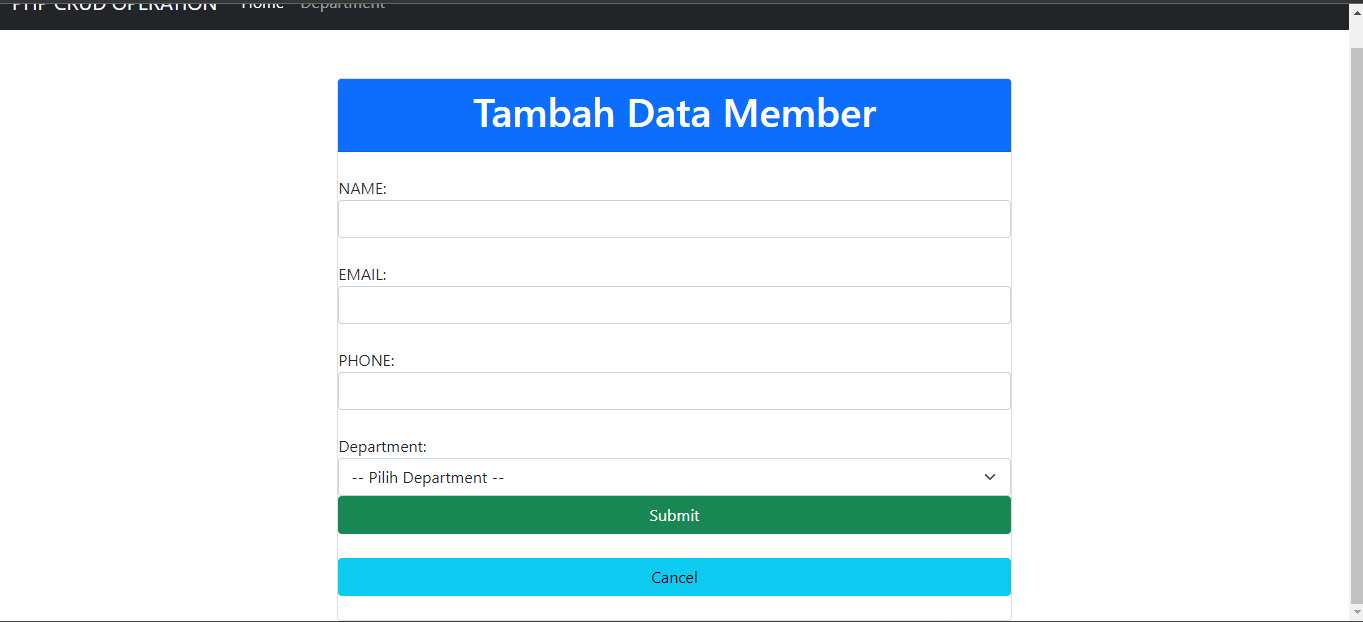 PHP CRUD OPERATION Home Department
Tambah Data Member
NAME:
EMAIL:
PHONE:
Department:
-- Pilih Department --
Submit
Cancel